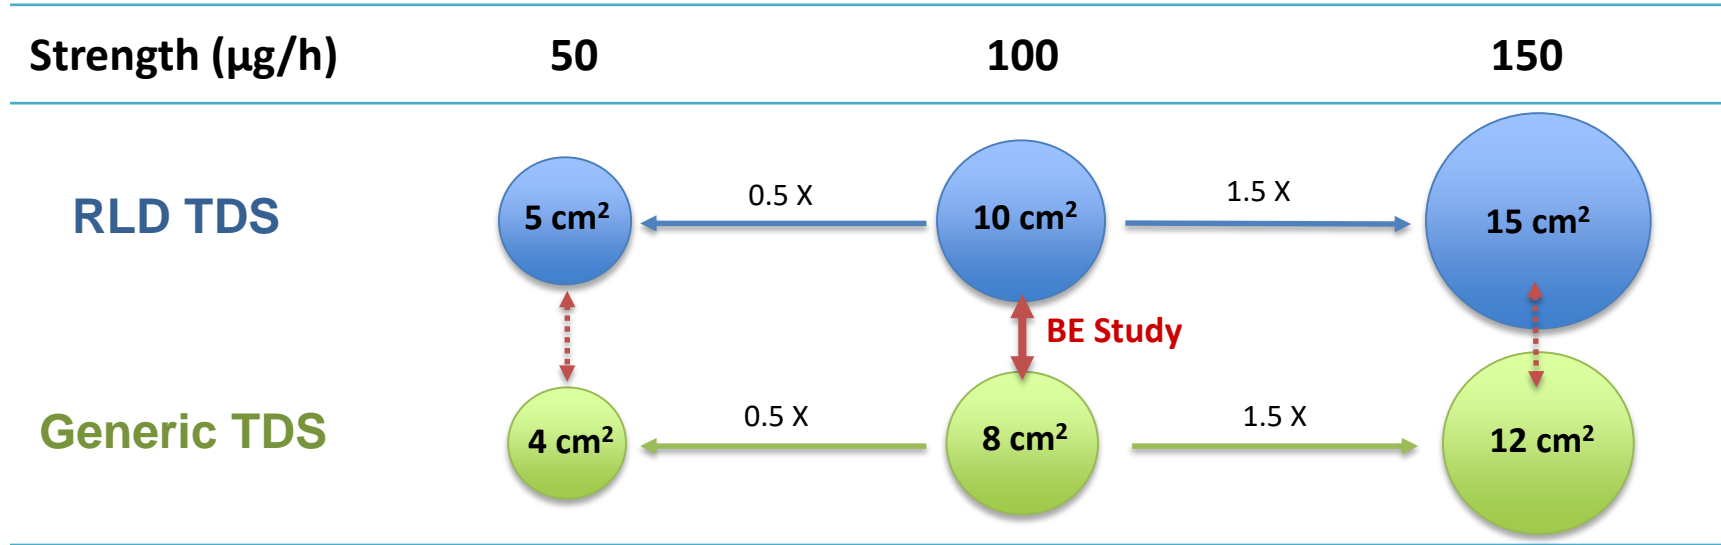 Strength (µg/h) 50 100 150
RLD TDS 5 cm² 0.5 X 10 cm² 1.5 X 15 cm²
BE Study
Generic TDS 4 cm² 0.5 X 8 cm² 1.5 X 12 cm²